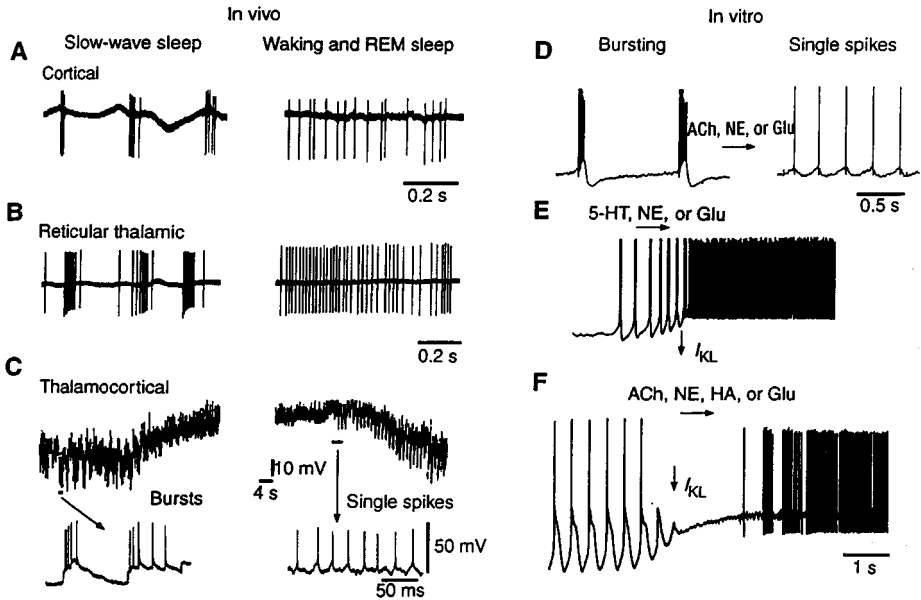 In vivo
Slow-wave sleep
Waking and REM sleep
A
Cortical
0.2 s
B
Reticular thalamic
0.2 s
C
Thalamocortical
10 mV
4 s
Bursts
Single spikes
50 mV
50 ms
In vitro
D
Bursting
Single spikes
ACh, NE, or Glu
0.5 s
E
5-HT, NE, or Glu
IKL
F
ACh, NE, HA, or Glu
IKL
1 s